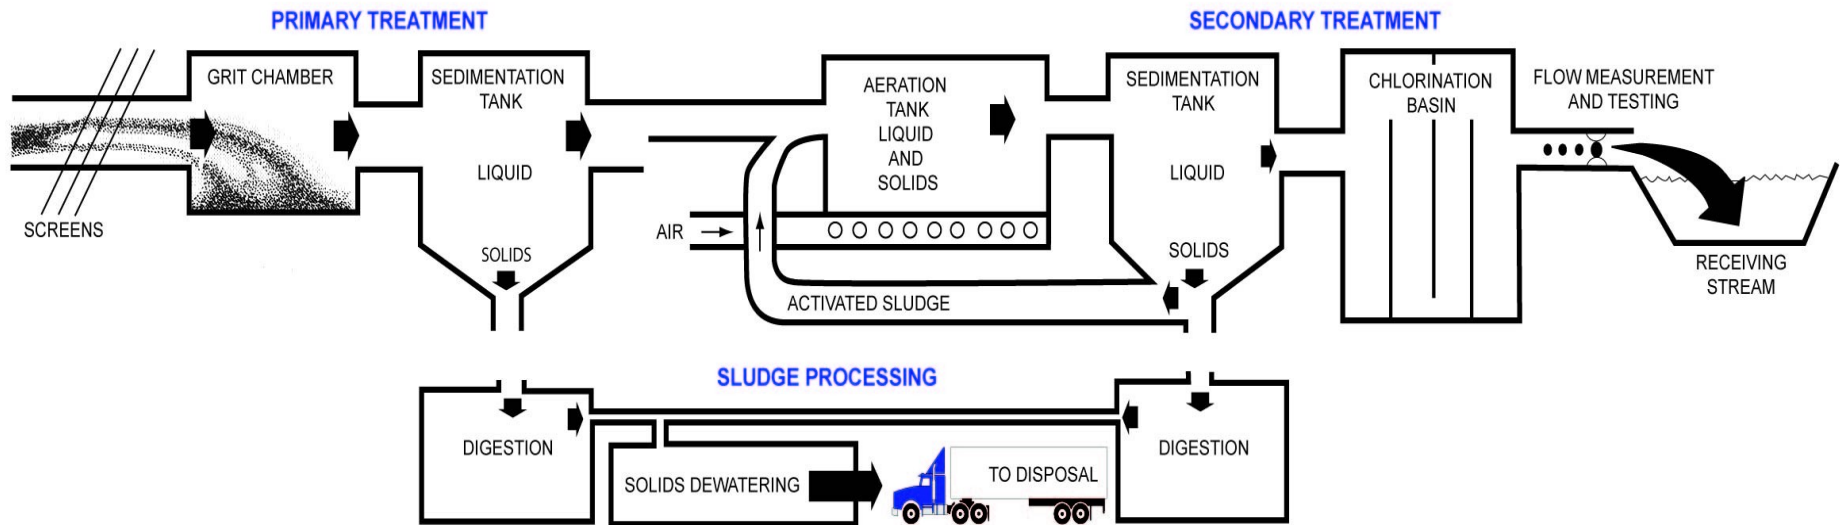 PRIMARY TREATMENT
SECONDARY TREATMENT
GRIT CHAMBER
SEDIMENTATION
TANK
LIQUID
SOLIDS
SCREENS
AERATION
TANK
LIQUID
AND
SOLIDS
AIR
ACTIVATED SLUDGE
SEDIMENTATION
TANK
LIQUID
SOLIDS
CHLORINATION
BASIN
FLOW MEASUREMENT
AND TESTING
RECEIVING
STREAM
SLUDGE PROCESSING
DIGESTION
SOLIDS DEWATERING
TO DISPOSAL
DIGESTION